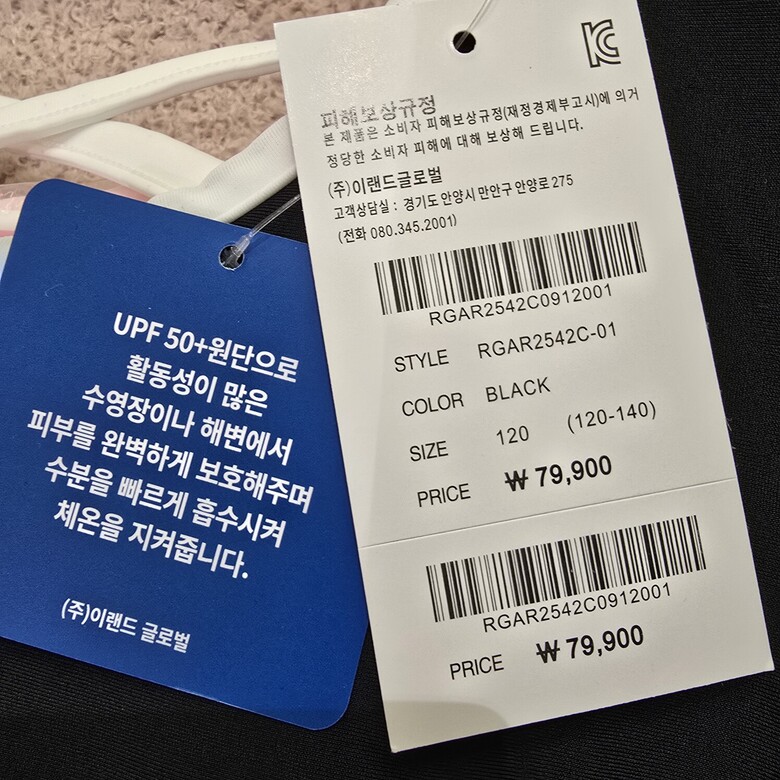 UPF 50+원단으로
활동성이 많은
수영장이나 해변에서
피부를 완벽하게 보호해주며
수분을 빠르게 흡수시켜
체온을 지켜줍니다.
(주)이랜드 글로벌
피해보상규정
본 제품은 소비자 피해보상규정(재정경제부고시)에 의거
정당한 소비자 피해에 대해 보상해 드립니다.
(주)이랜드글로벌
고객상담실 : 경기도 안양시 만안구 안양로 275
(전화 080.345.2001)
RGAR2542C0912001
STYLE RGAR2542C-01
COLOR BLACK
SIZE 120 (120-140)
PRICE ₩ 79,900
RGAR2542C0912001
PRICE ₩ 79,900